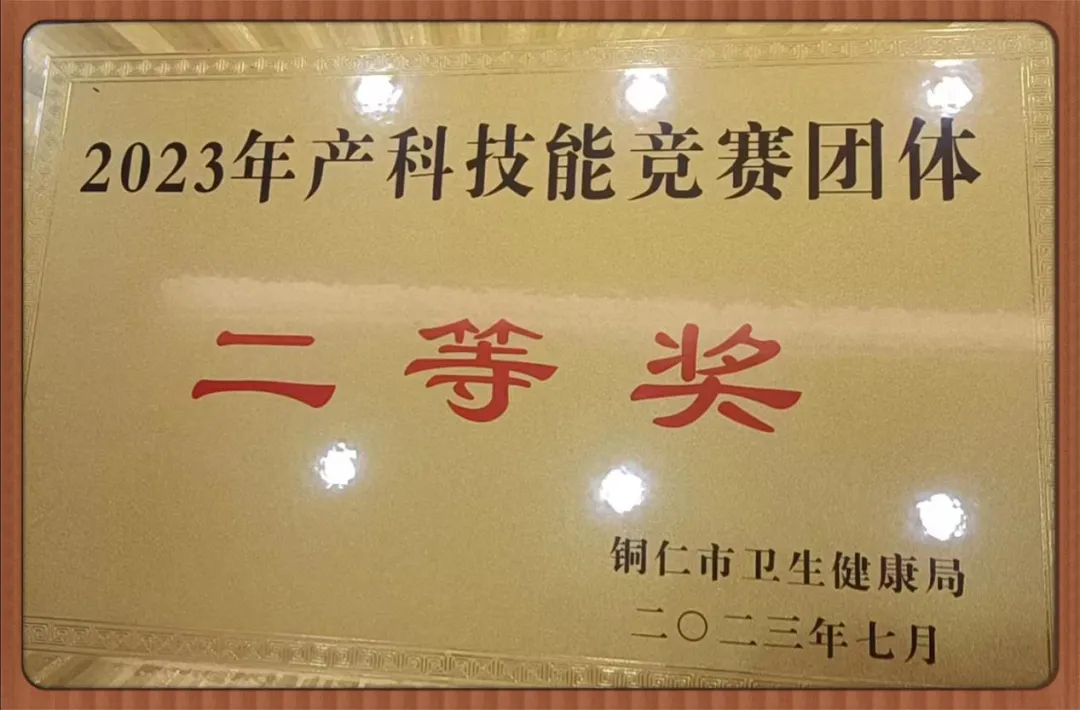 2023年产科技能竞赛团体
二等奖
铜仁市卫生健康局
二〇二三年七月